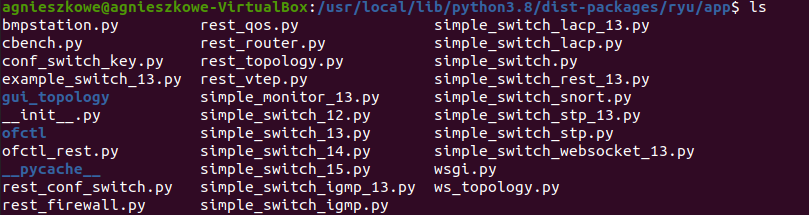 agnieszkowe@agnieszkowe-VirtualBox:/usr/local/lib/python3.8/dist-packages/ryu/app$ ls
bmpstation.py rest_qos.py simple_switch_lacp_13.py
cbench.py rest_router.py simple_switch_lacp.py
conf_switch_key.py rest_topology.py simple_switch.py
example_switch_13.py rest_vtep.py simple_switch_rest_13.py
gui_topology simple_monitor_13.py simple_switch_snort.py
__init__.py simple_switch_12.py simple_switch_stp_13.py
ofctl simple_switch_13.py simple_switch_stp.py
ofctl_rest.py simple_switch_14.py simple_switch_websocket_13.py
__pycache__ simple_switch_15.py wsgi.py
rest_conf_switch.py simple_switch_igmp_13.py ws_topology.py
rest_firewall.py simple_switch_igmp.py